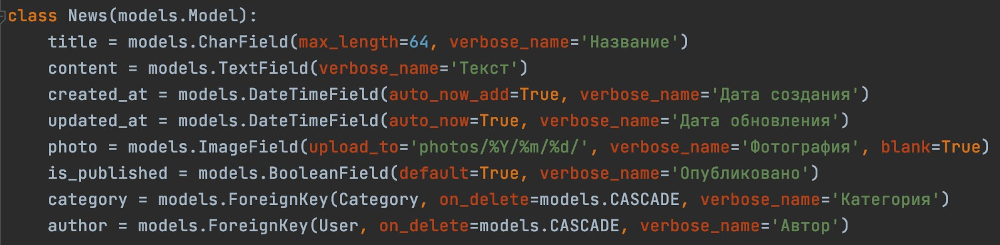 class News(models.Model):
    title = models.CharField(max_length=64, verbose_name='Название')
    content = models.TextField(verbose_name='Текст')
    created_at = models.DateTimeField(auto_now_add=True, verbose_name='Дата создания')
    updated_at = models.DateTimeField(auto_now=True, verbose_name='Дата обновления')
    photo = models.ImageField(upload_to='photos/%Y/%m/%d/', verbose_name='Фотография', blank=True)
    is_published = models.BooleanField(default=True, verbose_name='Опубликовано')
    category = models.ForeignKey(Category, on_delete=models.CASCADE, verbose_name='Категория')
    author = models.ForeignKey(User, on_delete=models.CASCADE, verbose_name='Автор')